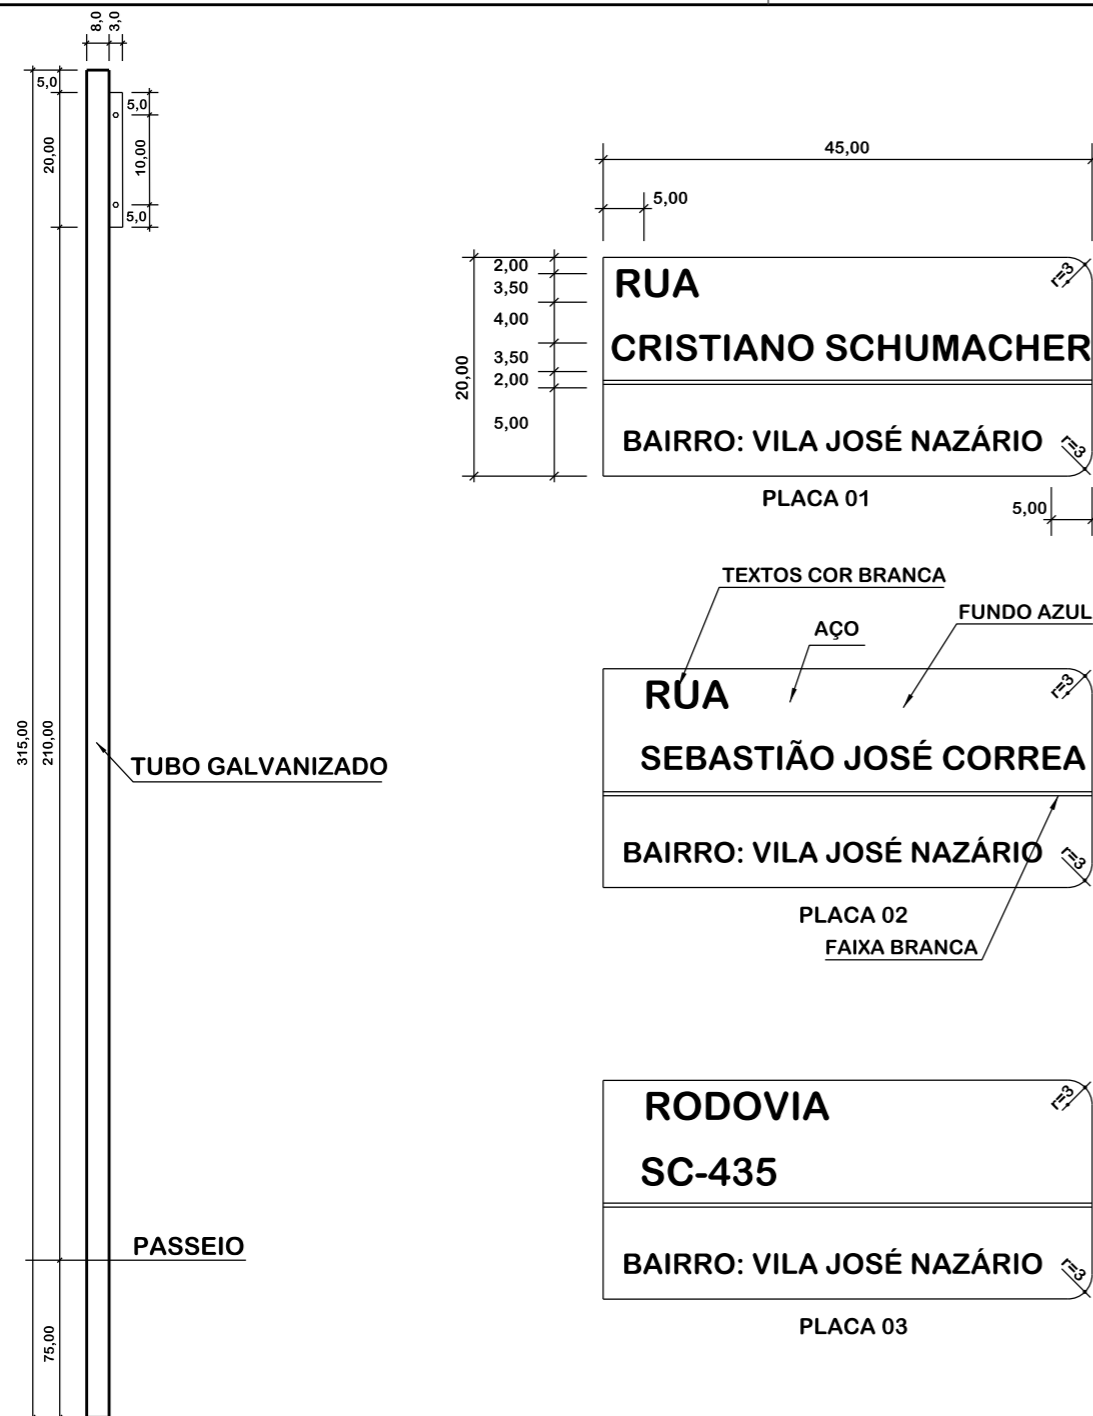 8,0
3,0
5,0
20,00
5,0
10,00
5,0
315,00
210,00
TUBO GALVANIZADO
PASSEIO
75,00
45,00
5,00
20,00
2,00
3,50
4,00
3,50
2,00
5,00
RUA
r=3
CRISTIANO SCHUMACHER
BAIRRO: VILA JOSÉ NAZÁRIO
r=3
PLACA 01
5,00
TEXTOS COR BRANCA
AÇO
FUNDO AZUL
RUA
r=3
SEBASTIÃO JOSÉ CORREA
BAIRRO: VILA JOSÉ NAZÁRIO
r=3
PLACA 02
FAIXA BRANCA
RODOVIA
r=3
SC-435
BAIRRO: VILA JOSÉ NAZÁRIO
r=3
PLACA 03